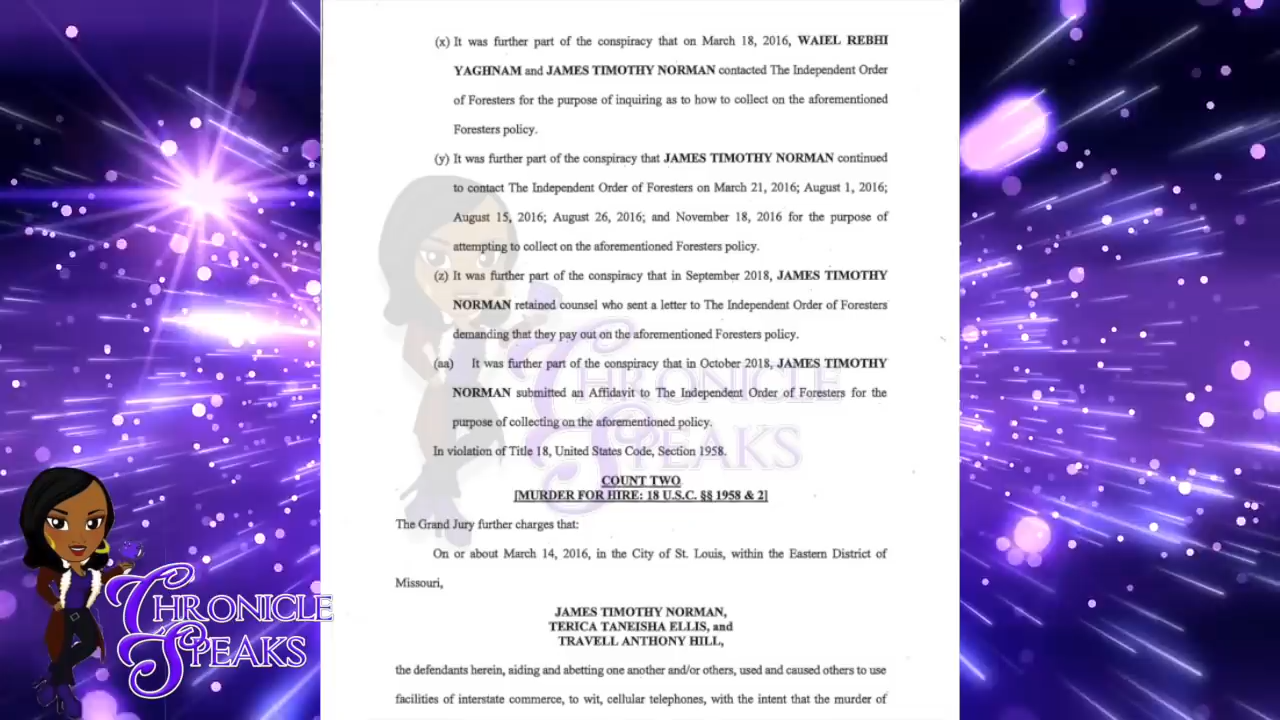 (x) It was further part of the conspiracy that on March 18, 2016, WAIEL REBHI
YAGHNAM and JAMES TIMOTHY NORMAN contacted The Independent Order
of Foresters for the purpose of inquiring as to how to collect on the aforementioned
Foresters policy.
(y) It was further part of the conspiracy that JAMES TIMOTHY NORMAN continued
to contact The Independent Order of Foresters on March 21, 2016; August 1, 2016;
August 15, 2016; August 26, 2016; and November 18, 2016 for the purpose of
attempting to collect on the aforementioned Foresters policy.
(z) It was further part of the conspiracy that in September 2018, JAMES TIMOTHY
NORMAN retained counsel who sent a letter to The Independent Order of Foresters
demanding that they pay out on the aforementioned Foresters policy.
(aa) It was further part of the conspiracy that in October 2018, JAMES TIMOTHY
NORMAN submitted an Affidavit to The Independent Order of Foresters for the
purpose of collecting on the aforementioned policy.
In violation of Title 18, United States Code, Section 1958.
COUNT TWO
[MURDER FOR HIRE: 18 U.S.C. §§ 1958 & 2]
The Grand Jury further charges that:
On or about March 14, 2016, in the City of St. Louis, within the Eastern District of
Missouri,
JAMES TIMOTHY NORMAN,
TERICA TANEISHA ELLIS, and
TRAVELL ANTHONY HILL,
the defendants herein, aiding and abetting one another and/or others, used and caused others to use
facilities of interstate commerce, to wit, cellular telephones, with the intent that the murder of
CHRONICLE
SPEAKS
CHRONICLE
SPEAKS